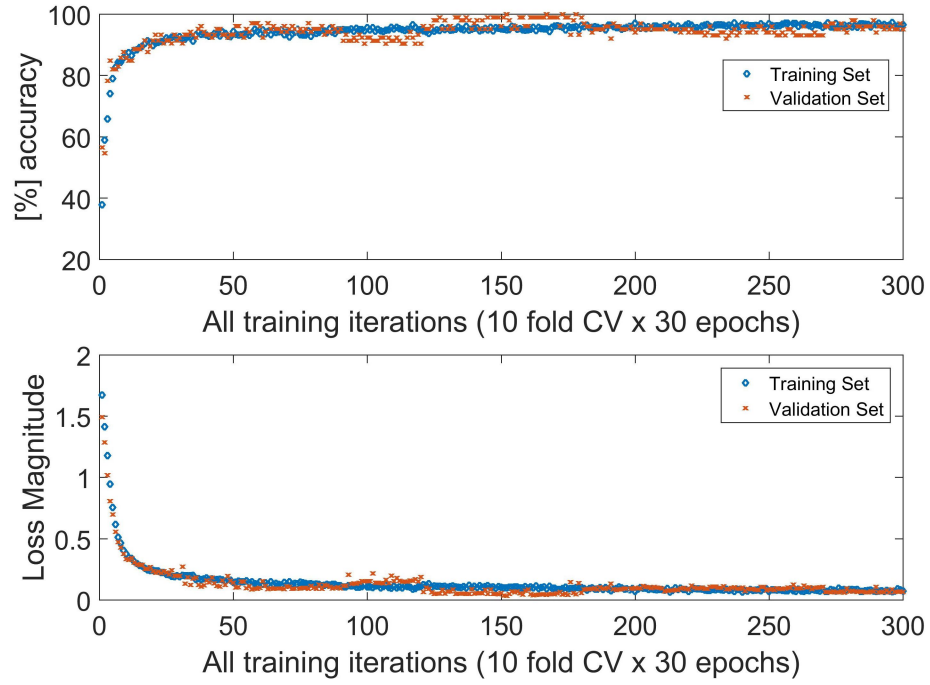 [%] accuracy
100
80
60
40
20
Training Set
Validation Set
0 50 100 150 200 250 300
All training iterations (10 fold CV x 30 epochs)
Loss Magnitude
2
1.5
1
0.5
0
Training Set
Validation Set
0 50 100 150 200 250 300
All training iterations (10 fold CV x 30 epochs)